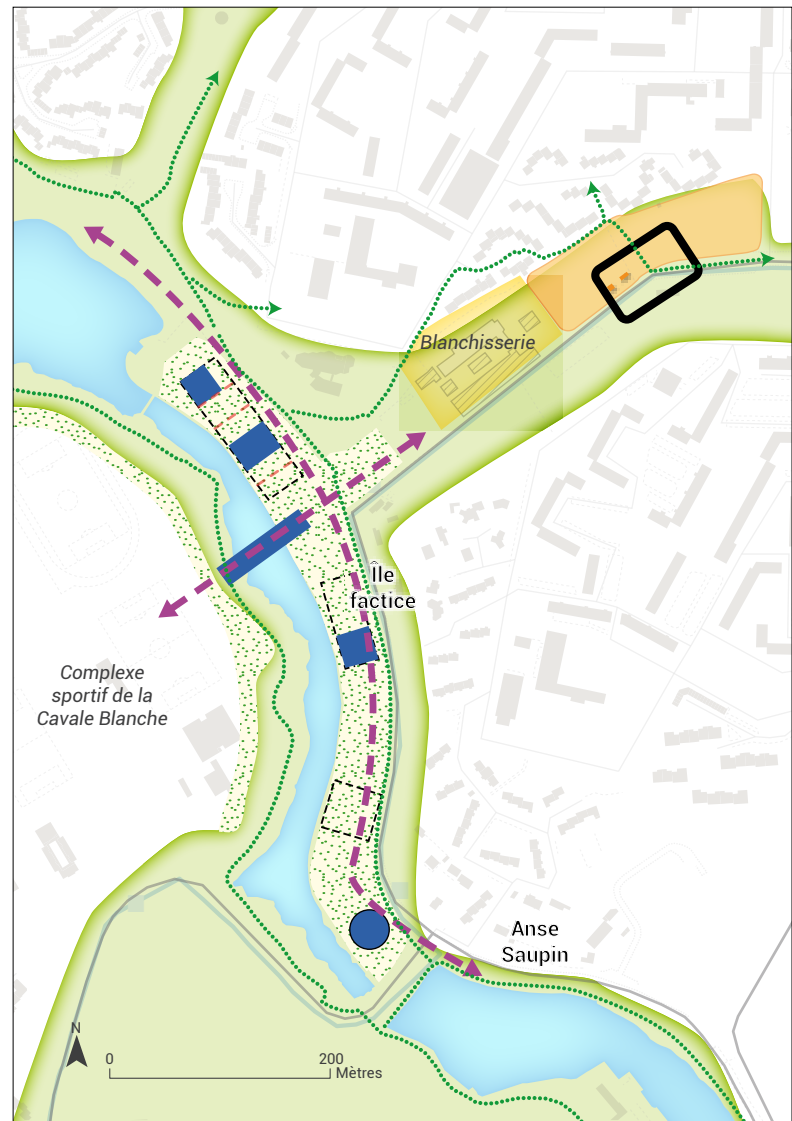 Blanchisserie
Île
factice
Complexe
sportif de la
Cavale Blanche
Anse
Saupin
N
0
200
Mètres